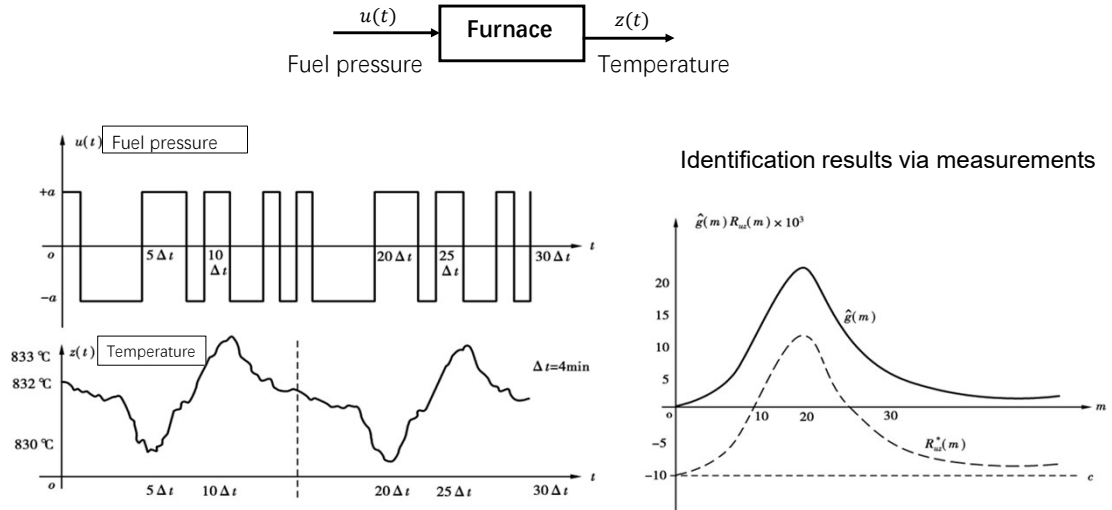 u(t)
Furnace
z(t)
Fuel pressure
Temperature
u(t) Fuel pressure
+a
o
5Δt
10
Δt
20Δt
25
Δt
30Δt
t
−a
833 ℃
z(t) Temperature
Δt=4min
832 ℃
830 ℃
o
5Δt
10Δt
20Δt
25Δt
30Δt
t
Identification results via measurements
ĝ(m) R_uz(m) × 10³
20
15
10
5
o
10
20
30
m
−5
−10
ĝ(m)
R*_uz(m)
c